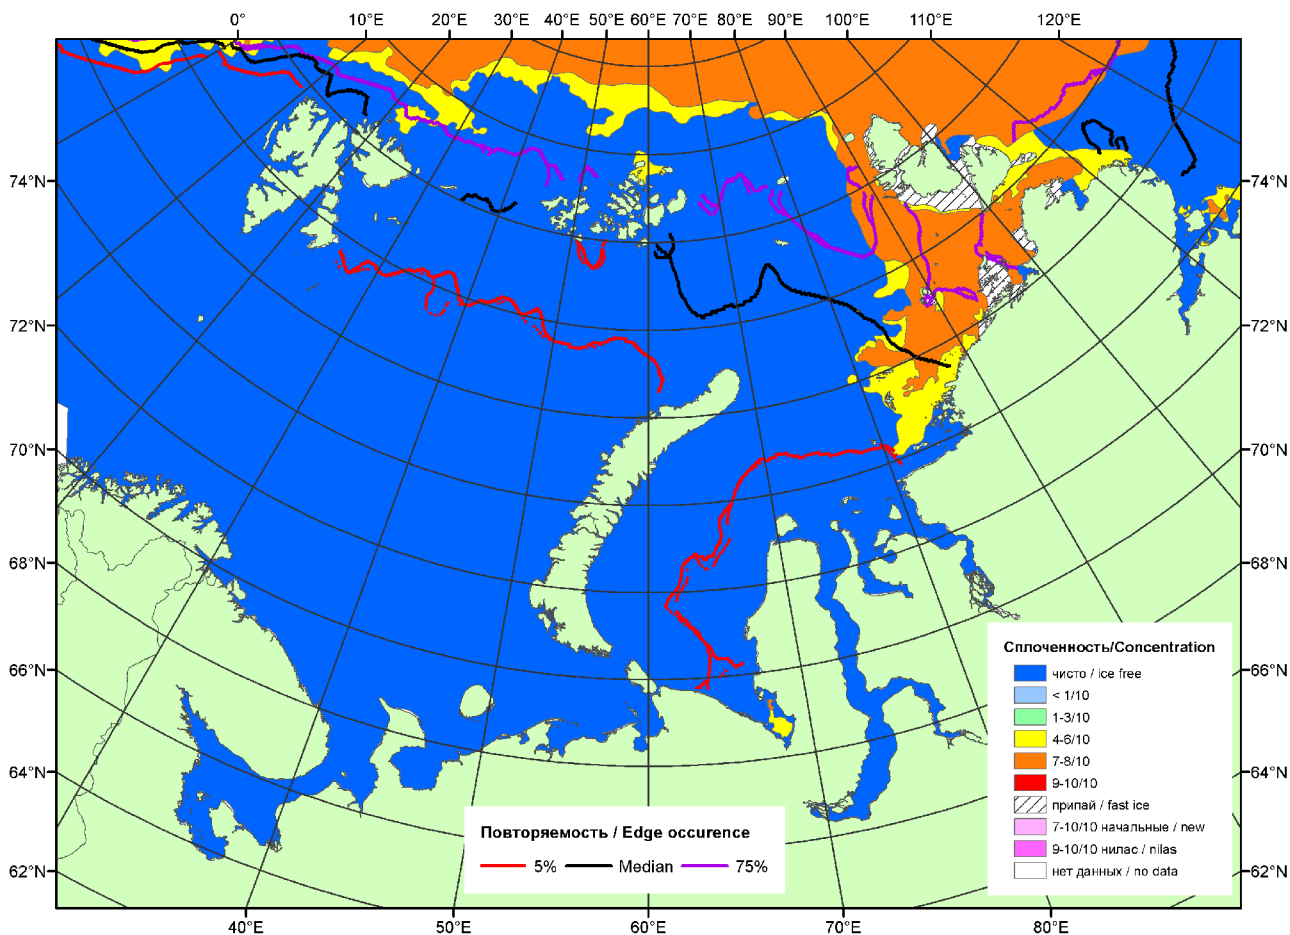 0° 10°E 20°E 30°E 40°E 50°E 60°E 70°E 80°E 90°E 100°E 110°E 120°E
74°N 74°N
72°N 72°N
70°N 70°N
68°N 68°N
66°N 66°N
64°N 64°N
62°N 62°N
Сплоченность/Concentration
чисто / ice free
< 1/10
1-3/10
4-6/10
7-8/10
9-10/10
припай / fast ice
7-10/10 начальные / new
9-10/10 нилас / nilas
нет данных / no data
Повторяемость / Edge occurence
5% Median 75%
40°E 50°E 60°E 70°E 80°E